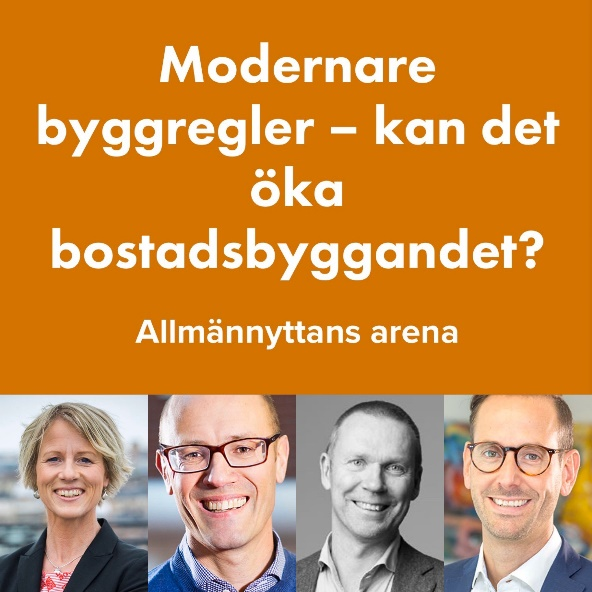 Modernare
byggregler – kan det
öka
bostadsbyggandet?
Allmännyttans arena